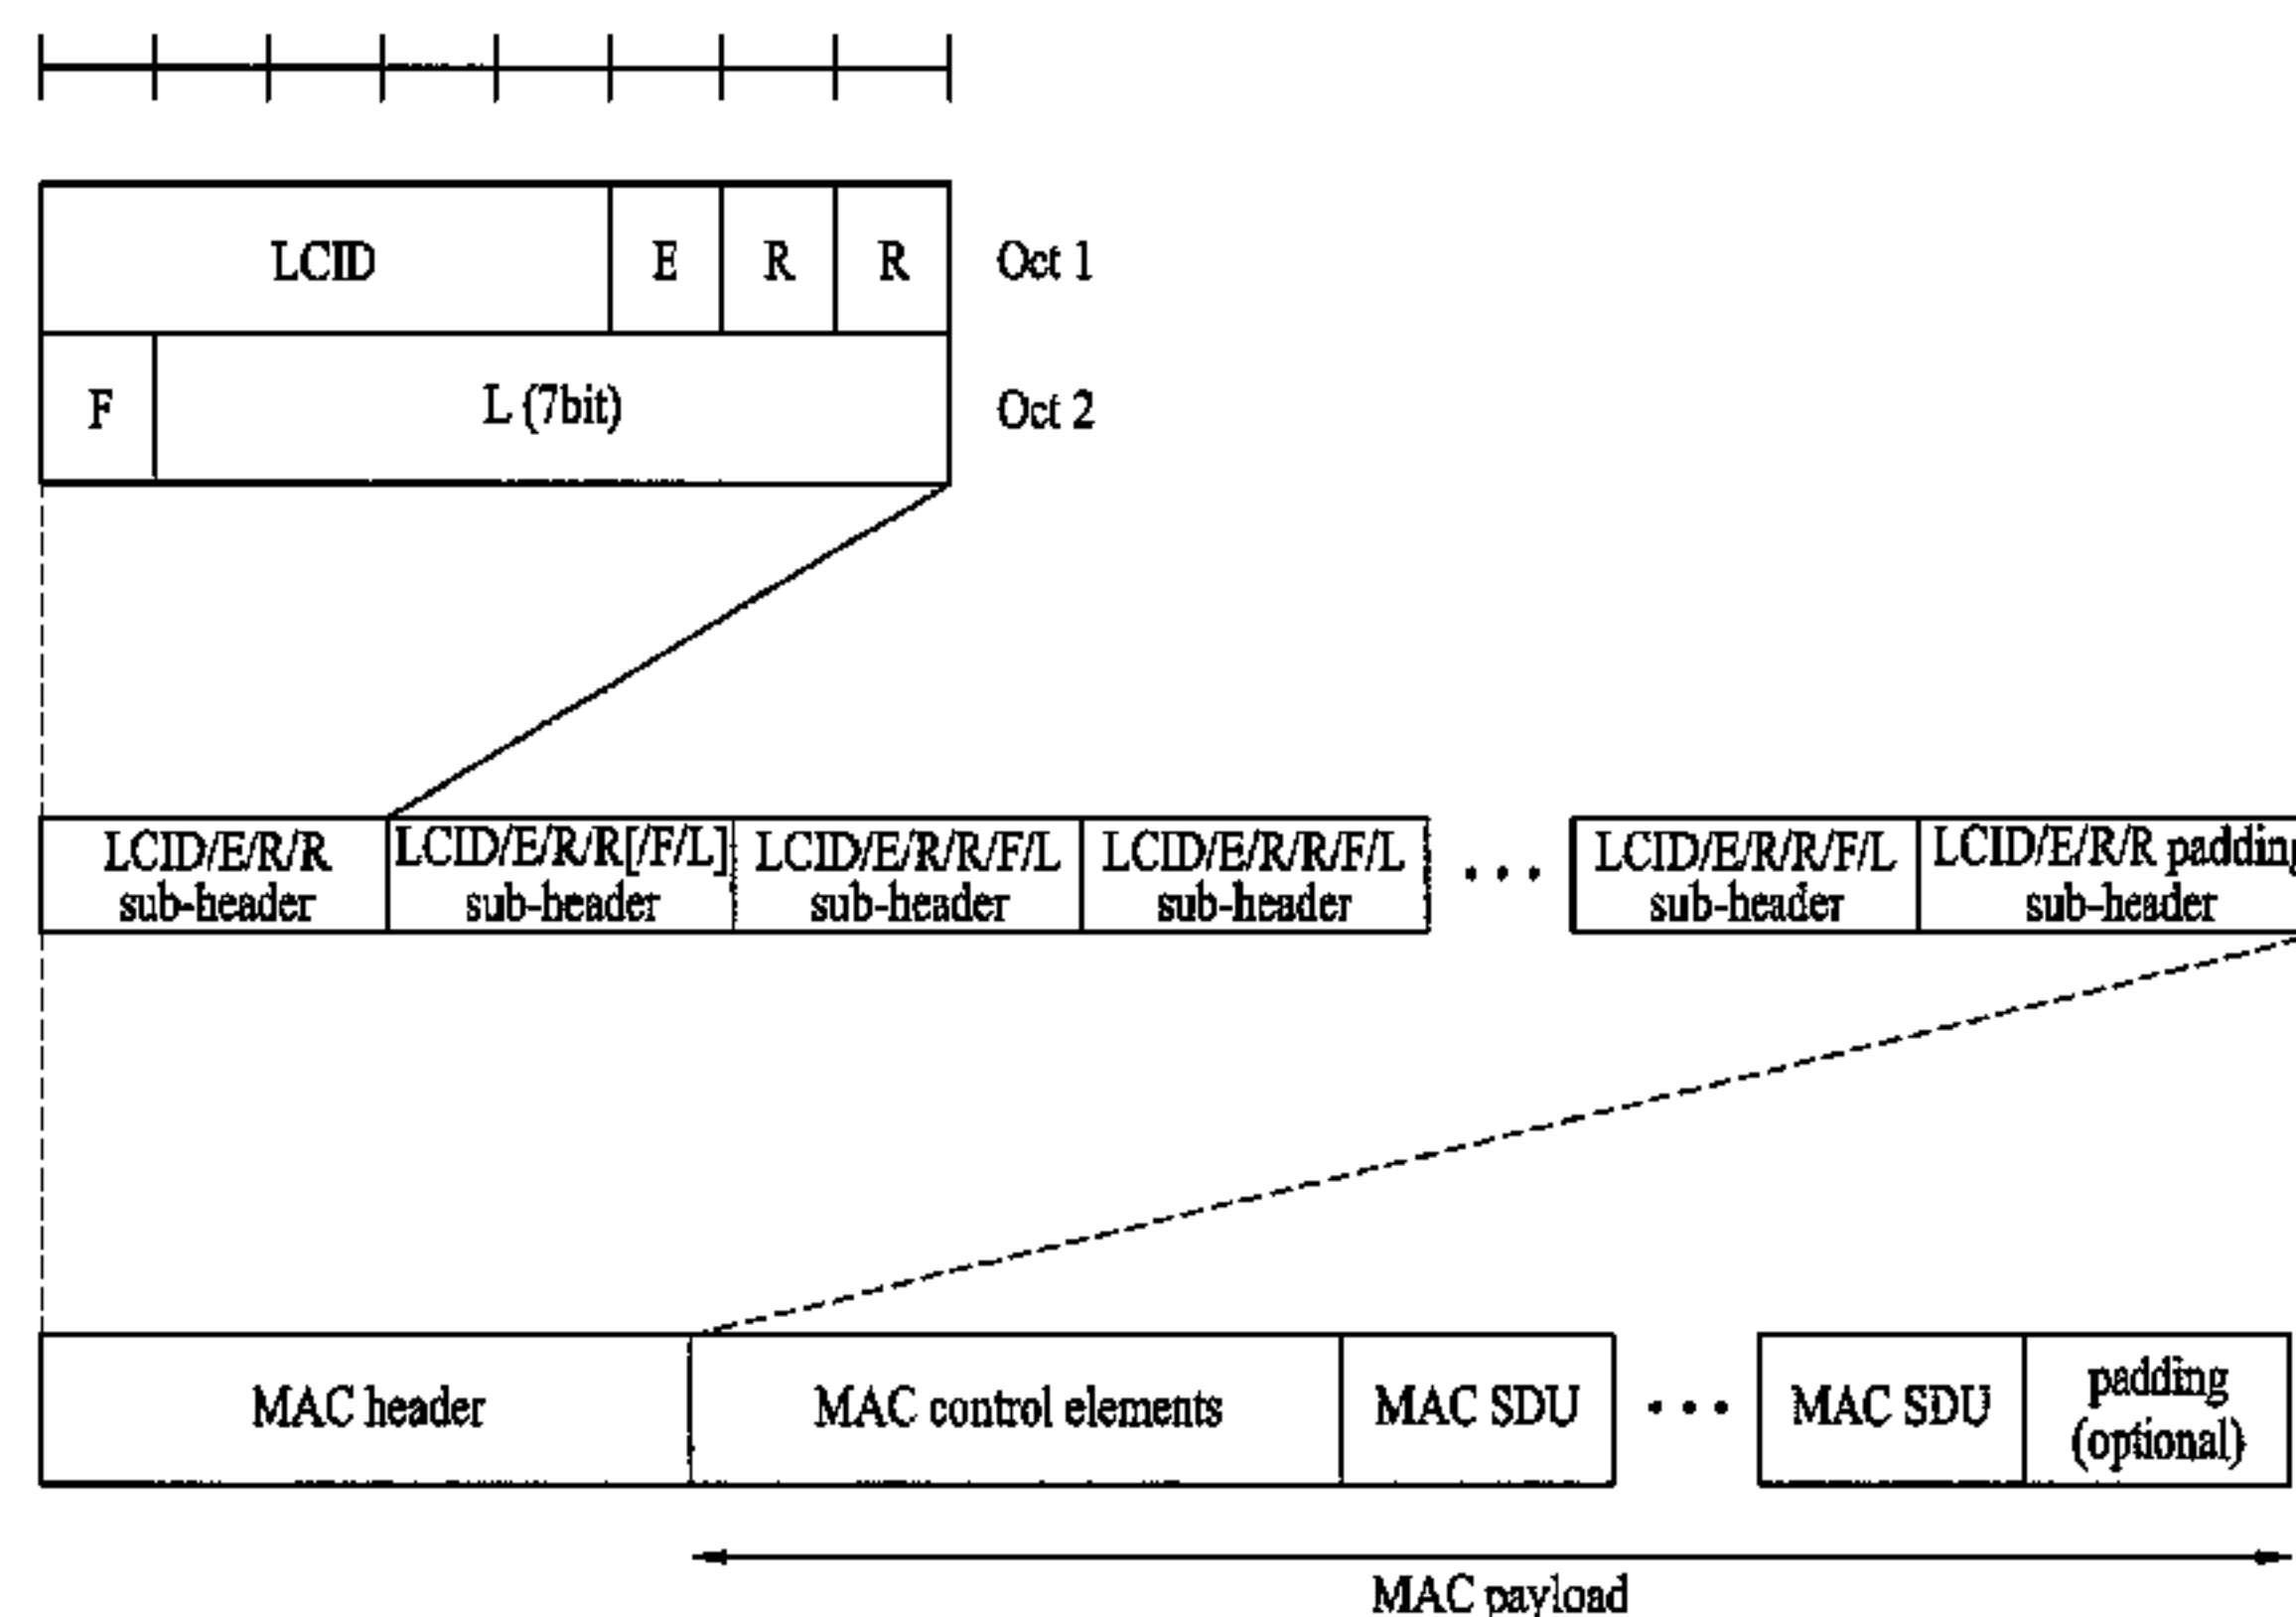 LCID E R R Oct 1
F L (7bit) Oct 2
LCID/E/R/R sub-header
LCID/E/R/R[/F/L] sub-header
LCID/E/R/R/F/L sub-header
LCID/E/R/R/F/L sub-header
...
LCID/E/R/R/F/L sub-header
LCID/E/R/R padding sub-header
MAC header
MAC control elements
MAC SDU
...
MAC SDU
padding
(optional)
MAC payload